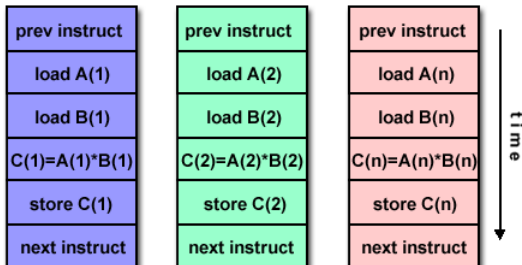 prev instruct
load A(1)
load B(1)
C(1)=A(1)*B(1)
store C(1)
next instruct
prev instruct
load A(2)
load B(2)
C(2)=A(2)*B(2)
store C(2)
next instruct
prev instruct
load A(n)
load B(n)
C(n)=A(n)*B(n)
store C(n)
next instruct
time